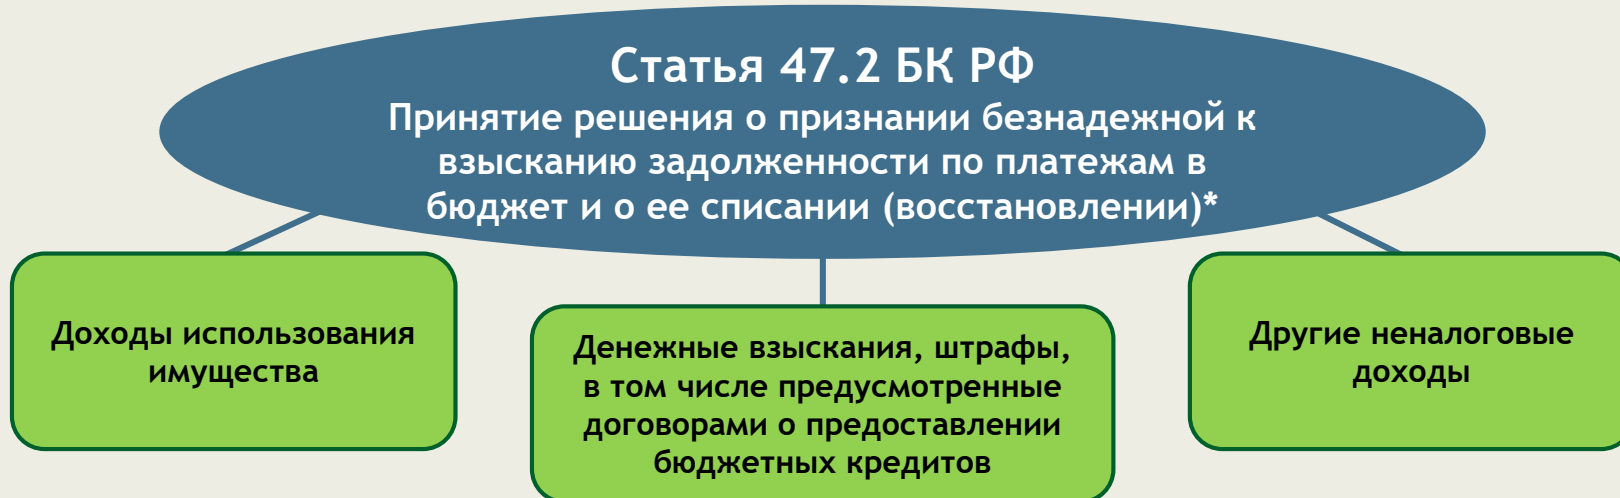 Статья 47.2 БК РФ
Принятие решения о признании безнадежной к
взысканию задолженности по платежам в
бюджет и о ее списании (восстановлении)*
Доходы использования
имущества
Денежные взыскания, штрафы,
в том числе предусмотренные
договорами о предоставлении
бюджетных кредитов
Другие неналоговые
доходы